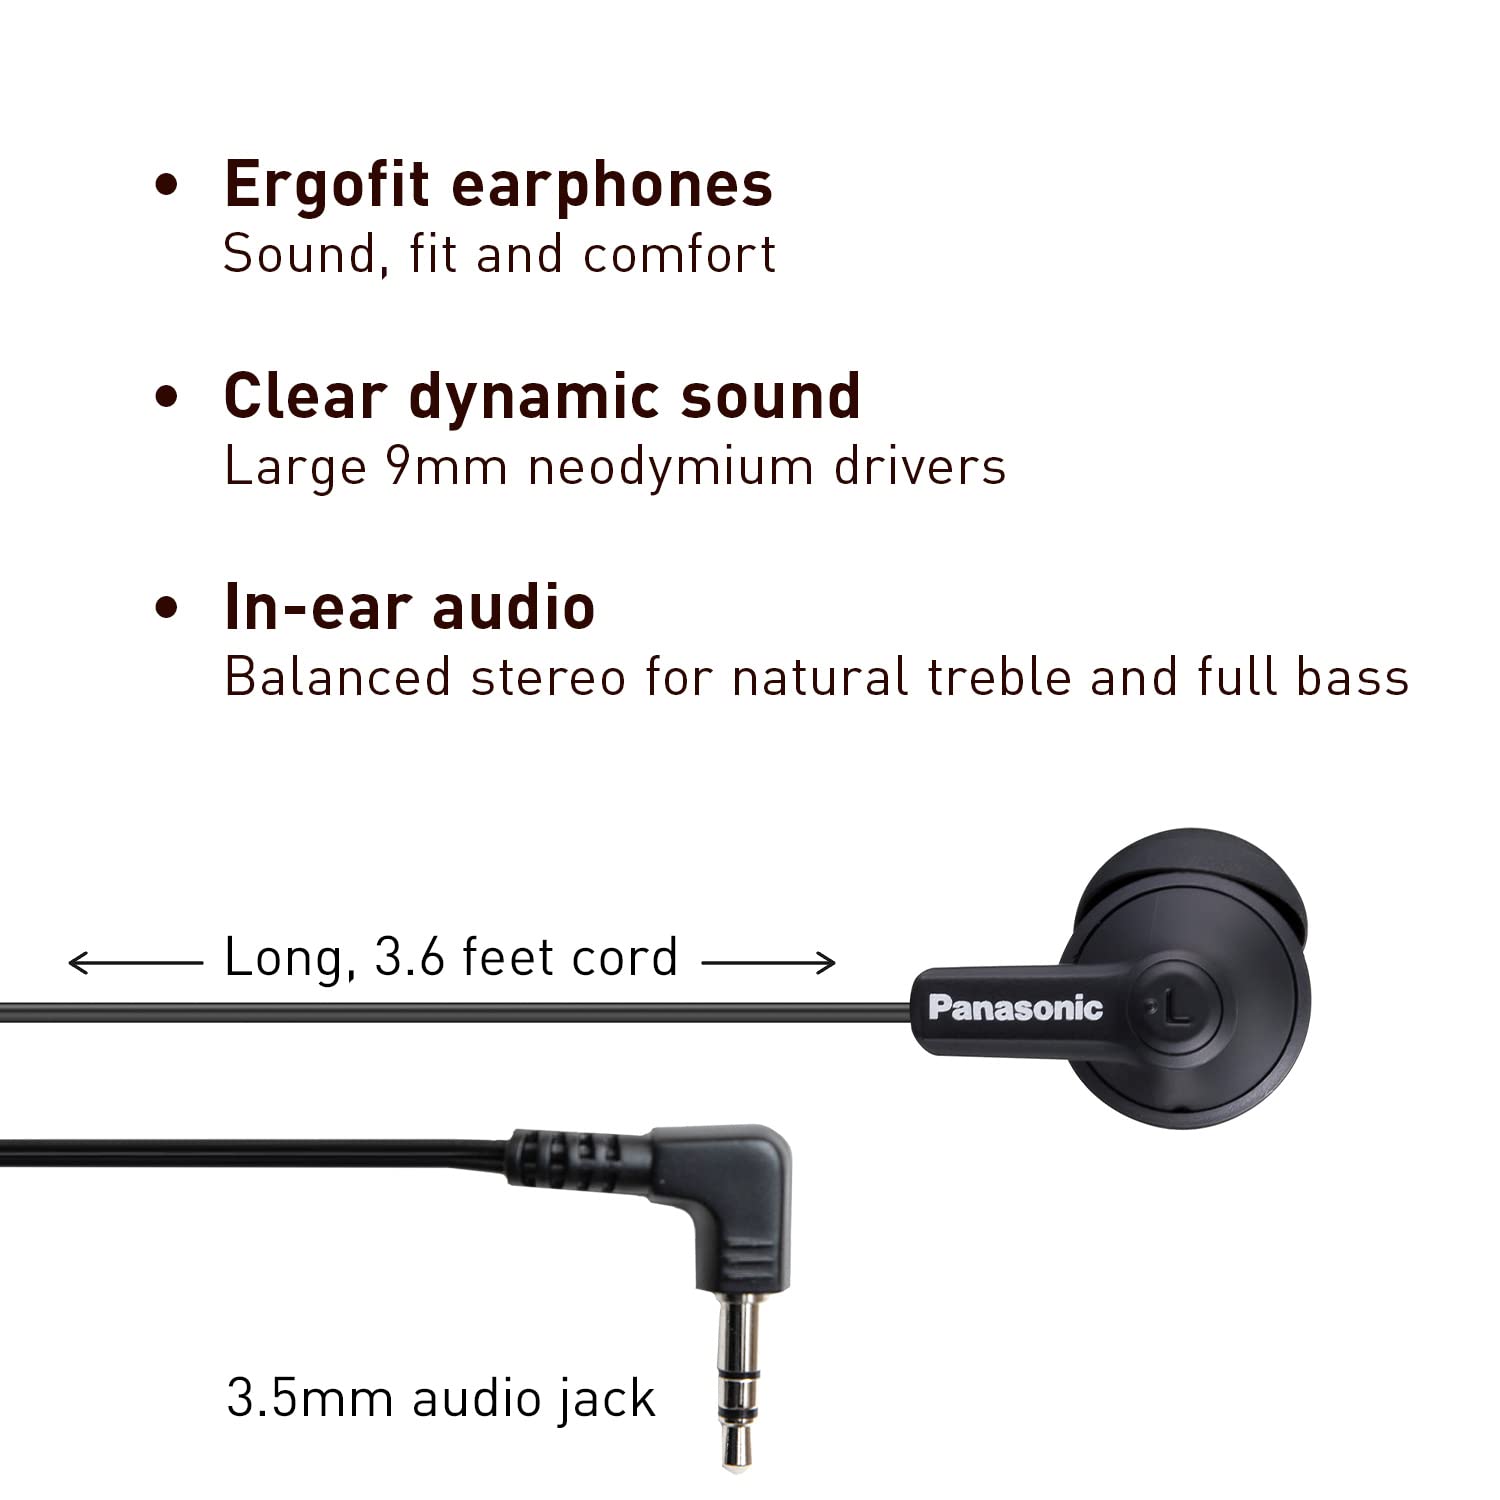 • Ergofit earphones
Sound, fit and comfort
• Clear dynamic sound
Large 9mm neodymium drivers
• In-ear audio
Balanced stereo for natural treble and full bass
Long, 3.6 feet cord
Panasonic
L
3.5mm audio jack